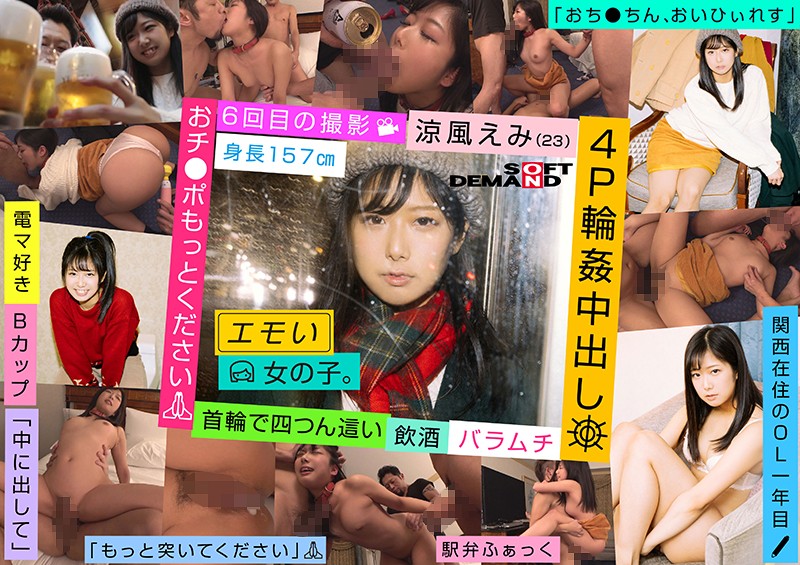 「おち●ちん、おいひぃれす」
6回目の撮影
涼風えみ(23)
身長157㎝
SOFT
DEMAND
おチ●ポもっとください
4P輪姦中出し
エモい
女の子。
首輪で四つん這い
飲酒
バラムチ
電マ好き
Bカップ
「中に出して」
「もっと突いてください」
駅弁ふぁっく
関西在住のOL一年目